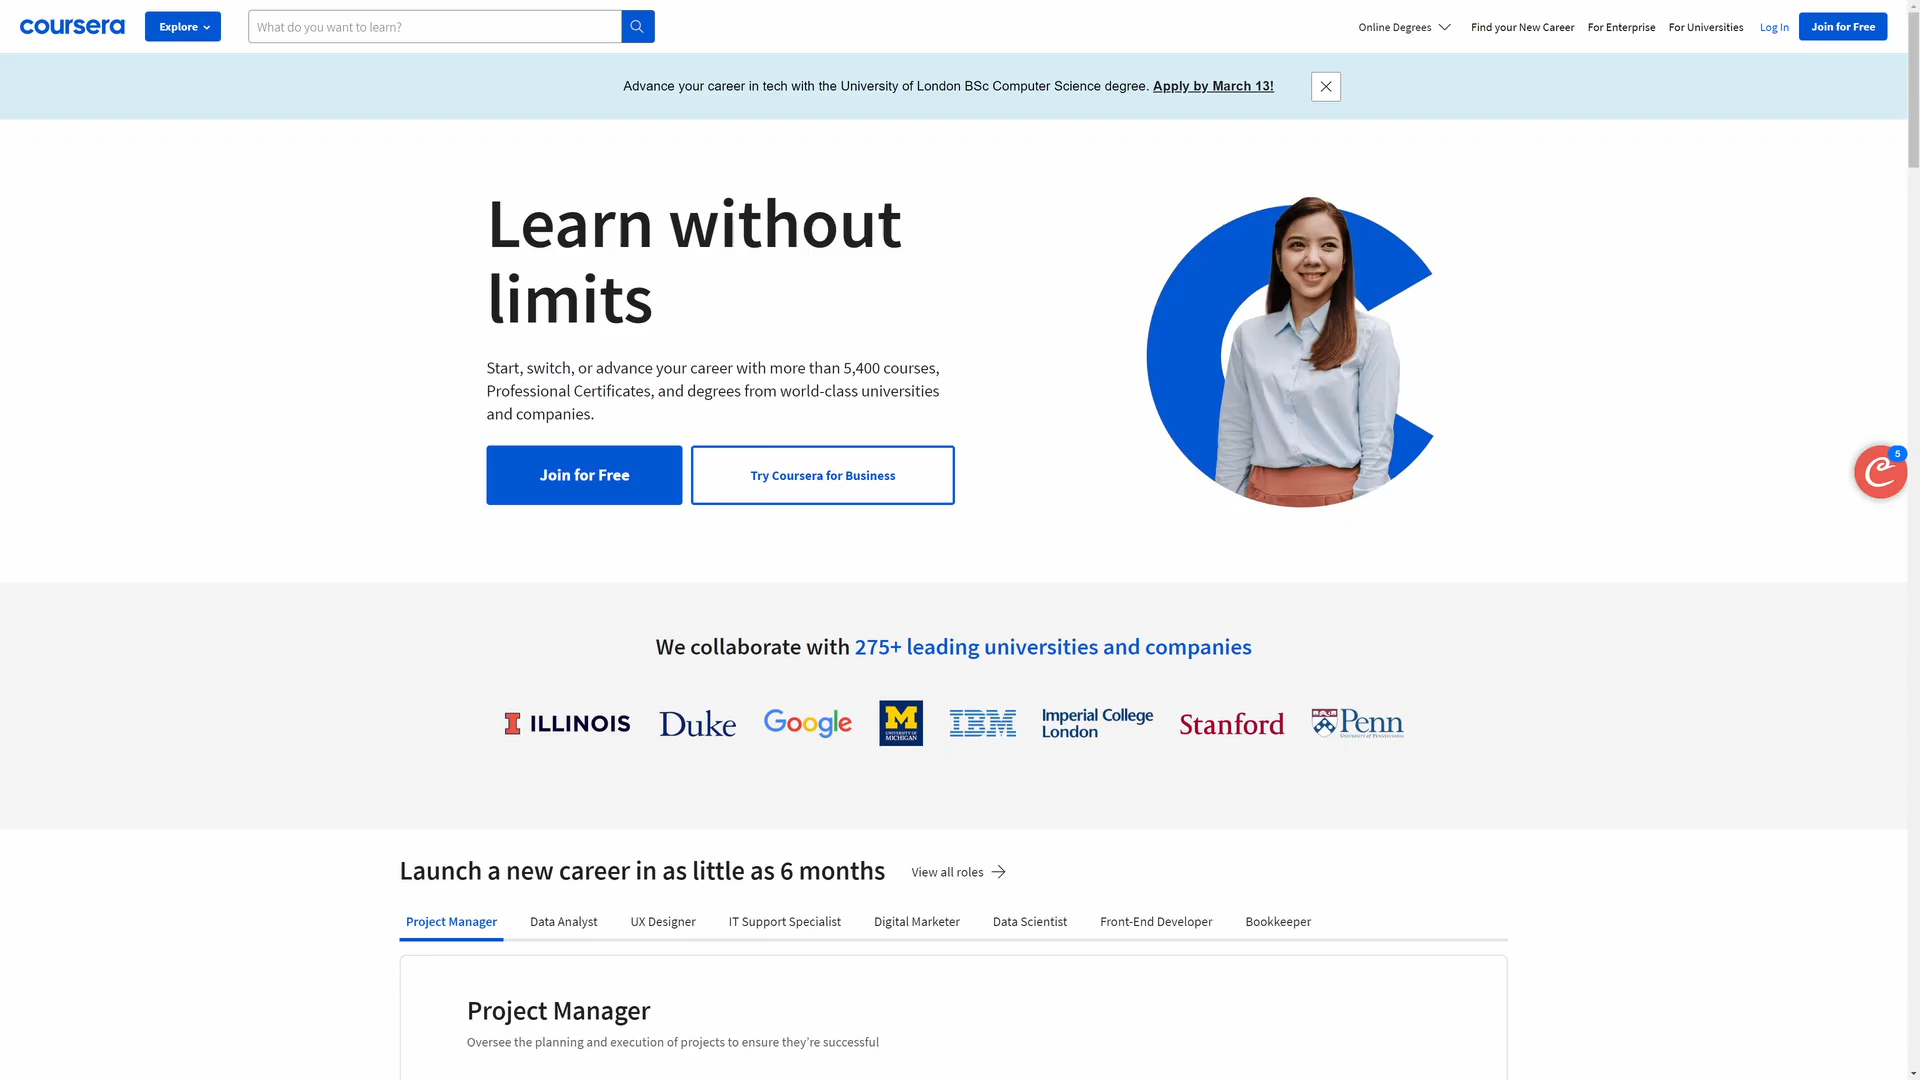 coursera
Explore
What do you want to learn?
Online Degrees
Find your New Career
For Enterprise
For Universities
Log In
Join for Free
Advance your career in tech with the University of London BSc Computer Science degree. Apply by March 13!
Learn without
limits
Start, switch, or advance your career with more than 5,400 courses,
Professional Certificates, and degrees from world-class universities
and companies.
Join for Free
Try Coursera for Business
5
We collaborate with 275+ leading universities and companies
I ILLINOIS
Duke
Google
M
UNIVERSITY OF
MICHIGAN
IBM
Imperial College
London
Stanford
Penn
UNIVERSITY of PENNSYLVANIA
Launch a new career in as little as 6 months
View all roles
Project Manager
Data Analyst
UX Designer
IT Support Specialist
Digital Marketer
Data Scientist
Front-End Developer
Bookkeeper
Project Manager
Oversee the planning and execution of projects to ensure they’re successful